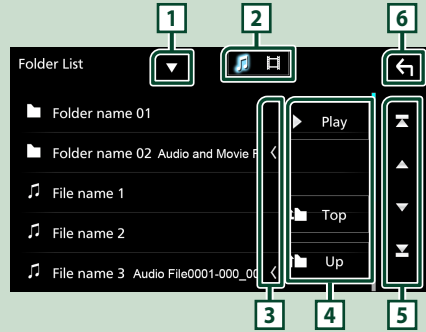 1 2 6
Folder List
Folder name 01
Play
Folder name 02 Audio and Movie F
File name 1
File name 2
Top
File name 3 Audio File0001-000_00
Up
3 4 5